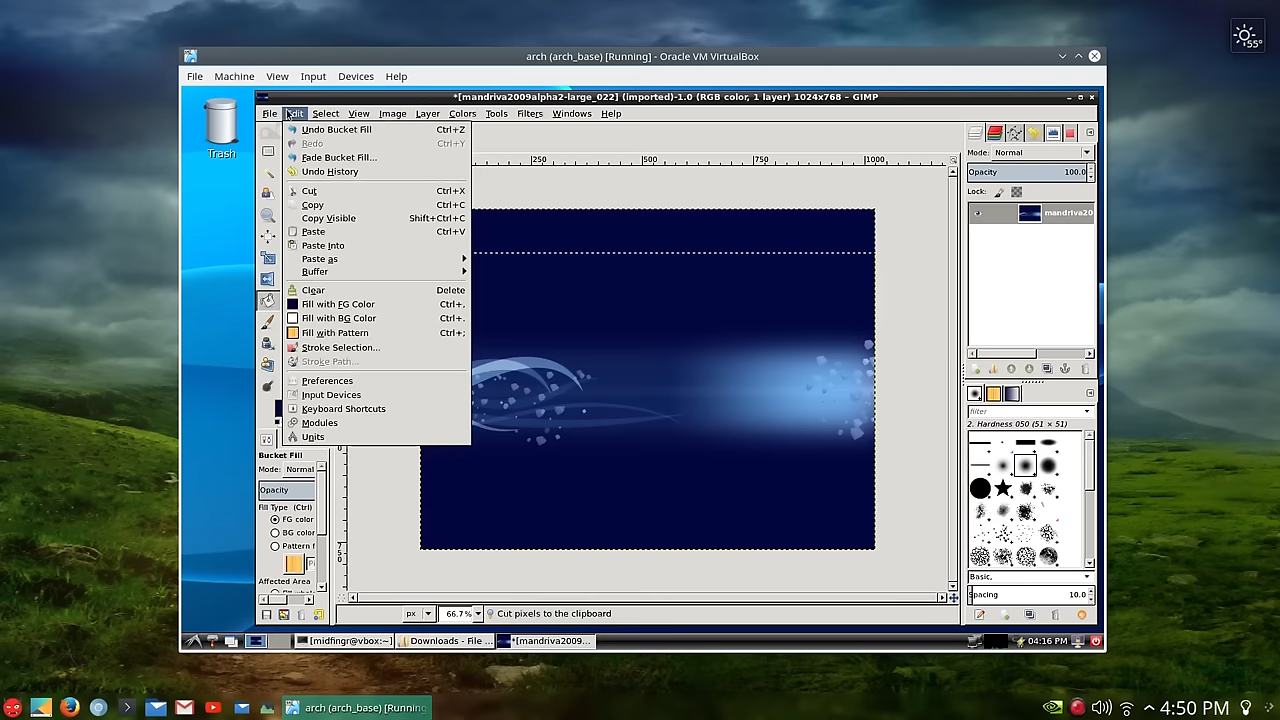 55°
arch (arch_base) [Running] - Oracle VM VirtualBox
File Machine View Input Devices Help
*[mandriva2009alpha2-large_022] (imported)-1.0 (RGB color, 1 layer) 1024x768 – GIMP
File Edit Select View Image Layer Colors Tools Filters Windows Help
Trash
Undo Bucket Fill Ctrl+Z
Redo Ctrl+Y
Fade Bucket Fill...
Undo History
Cut Ctrl+X
Copy Ctrl+C
Copy Visible Shift+Ctrl+C
Paste Ctrl+V
Paste Into
Paste as
Buffer
Clear Delete
Fill with FG Color Ctrl+,
Fill with BG Color Ctrl+.
Fill with Pattern Ctrl+;
Stroke Selection...
Stroke Path...
Preferences
Input Devices
Keyboard Shortcuts
Modules
Units
250 500 750 1000
Mode: Normal
Opacity 100.0
Lock:
mandriva20
filter
2. Hardness 050 (51 × 51)
Basic,
Spacing 10.0
Bucket Fill
Mode: Normal
Opacity
Fill Type (Ctrl)
FG color
BG color
Pattern f
Affected Area
750
px 66.7% Cut pixels to the clipboard
[midfingr@vbox:~] Downloads - File ... *[mandriva2009... 04:16 PM
arch (arch_base) [Running 4:50 PM